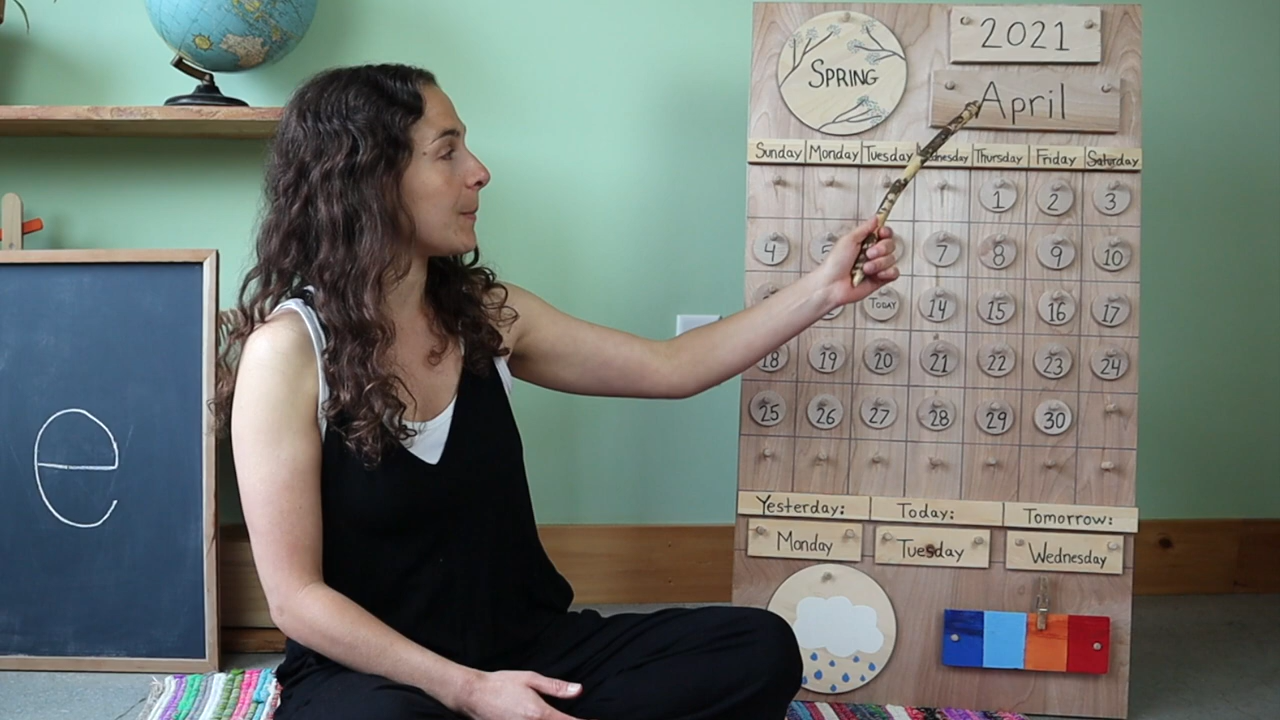 2021
SPRING
April
Sunday Monday Tuesday Wednesday Thursday Friday Saturday
1 2 3
4 5 7 8 9 10
TODAY 14 15 16 17
18 19 20 21 22 23 24
25 26 27 28 29 30
Yesterday: Today: Tomorrow:
Monday Tuesday Wednesday
e